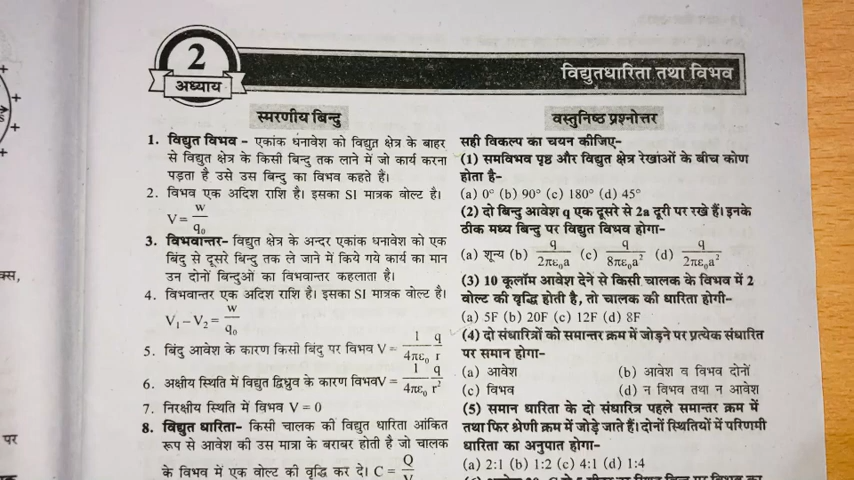 2
अध्याय
विद्युतधारिता तथा विभव
स्मरणीय बिन्दु
1. विद्युत विभव - एकांक धनावेश को विद्युत क्षेत्र के बाहर
से विद्युत क्षेत्र के किसी बिन्दु तक लाने में जो कार्य करना
पड़ता है उसे उस बिन्दु का विभव कहते हैं।
2. विभव एक अदिश राशि है। इसका SI मात्रक वोल्ट है।
V = w/q₀
3. विभवान्तर- विद्युत क्षेत्र के अन्दर एकांक धनावेश को एक
बिंदु से दूसरे बिन्दु तक ले जाने में किये गये कार्य का मान
उन दोनों बिन्दुओं का विभवान्तर कहलाता है।
4. विभवान्तर एक अदिश राशि है। इसका SI मात्रक वोल्ट है।
V₁ – V₂ = w/q₀
5. बिंदु आवेश के कारण किसी बिंदु पर विभव V = 1/4πε₀ q/r
6. अक्षीय स्थिति में विद्युत द्विध्रुव के कारण विभवV = 1/4πε₀ q/r²
7. निरक्षीय स्थिति में विभव V = 0
8. विद्युत धारिता- किसी चालक की विद्युत धारिता आंकित
रूप से आवेश की उस मात्रा के बराबर होती है जो चालक
के विभव में एक वोल्ट की वृद्धि कर दे। C = Q/V
वस्तुनिष्ठ प्रश्नोत्तर
सही विकल्प का चयन कीजिए-
(1) समविभव पृष्ठ और विद्युत क्षेत्र रेखाओं के बीच कोण
होता है-
(a) 0° (b) 90° (c) 180° (d) 45°
(2) दो बिन्दु आवेश q एक दूसरे से 2a दूरी पर रखे हैं। इनके
ठीक मध्य बिन्दु पर विद्युत विभव होगा-
(a) शून्य (b) q/2πε₀a (c) q/8πε₀a² (d) q/2πε₀a²
(3) 10 कूलॉम आवेश देने से किसी चालक के विभव में 2
वोल्ट की वृद्धि होती है, तो चालक की धारिता होगी-
(a) 5F (b) 20F (c) 12F (d) 8F
(4) दो संधारित्रों को समान्तर क्रम में जोड़ने पर प्रत्येक संधारित
पर समान होगा-
(a) आवेश (b) आवेश व विभव दोनों
(c) विभव (d) न विभव तथा न आवेश
(5) समान धारिता के दो संधारित्र पहले समान्तर क्रम में
तथा फिर श्रेणी क्रम में जोड़े जाते हैं। दोनों स्थितियों में परिणमी
धारिता का अनुपात होगा-
(a) 2:1 (b) 1:2 (c) 4:1 (d) 1:4
पर